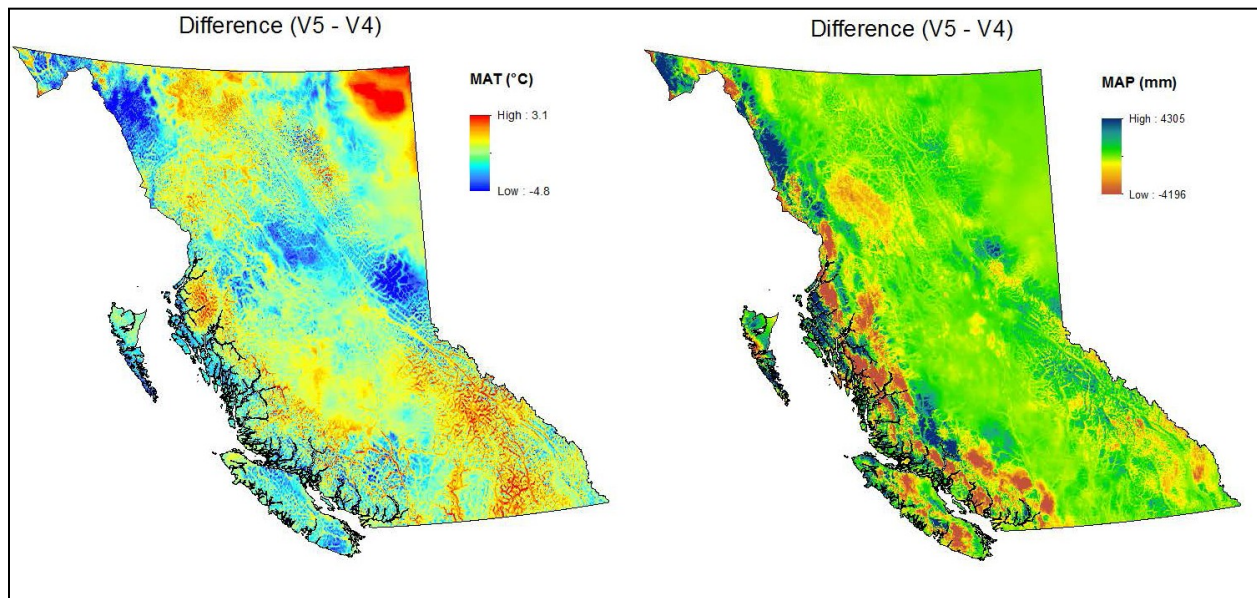 Difference (V5 - V4)
MAT (°C)
High : 3.1
Low : -4.8
Difference (V5 - V4)
MAP (mm)
High : 4305
Low : -4196